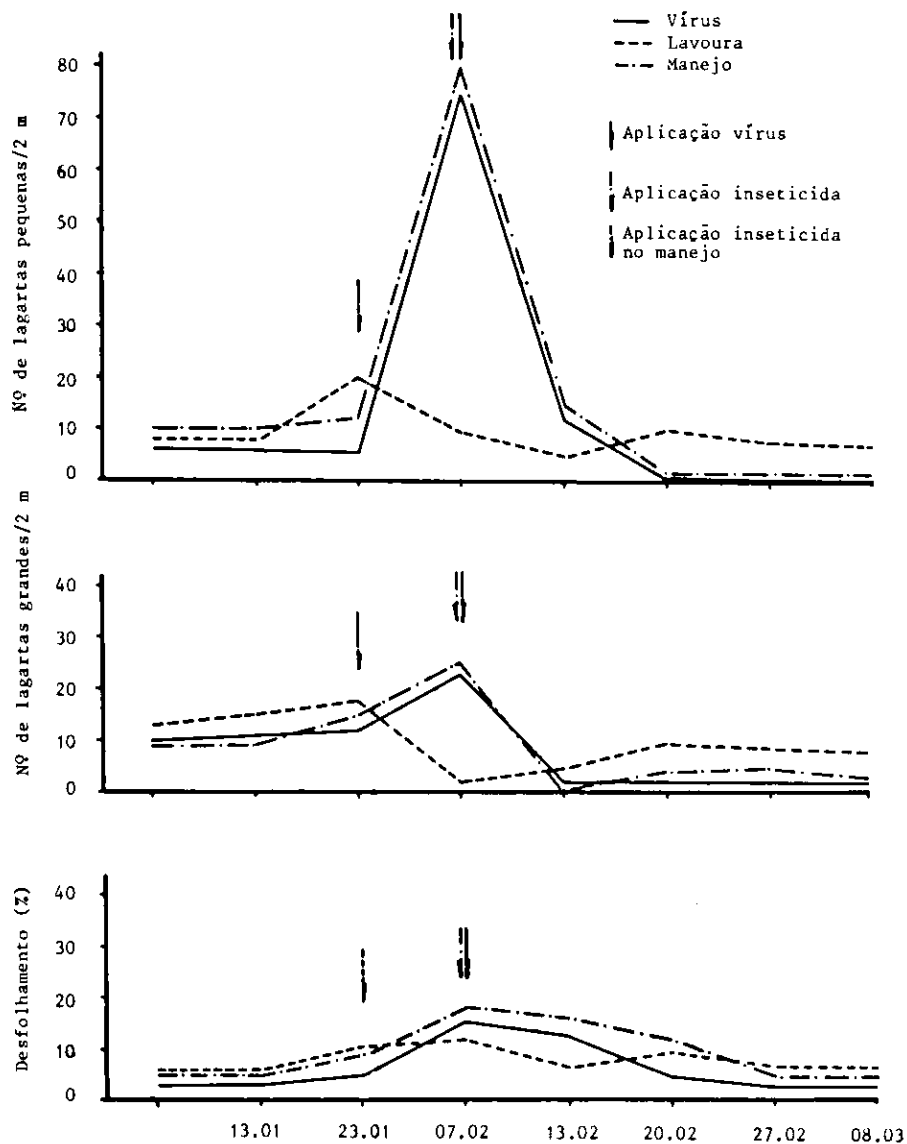 Vírus
Lavoura
Manejo
Aplicação vírus
Aplicação inseticida
Aplicação inseticida
no manejo
Nº de lagartas pequenas/2 m
80
70
60
50
40
30
20
10
0
Nº de lagartas grandes/2 m
40
30
20
10
0
Desfolhamento (%)
40
30
20
10
0
13.01 23.01 07.02 13.02 20.02 27.02 08.03